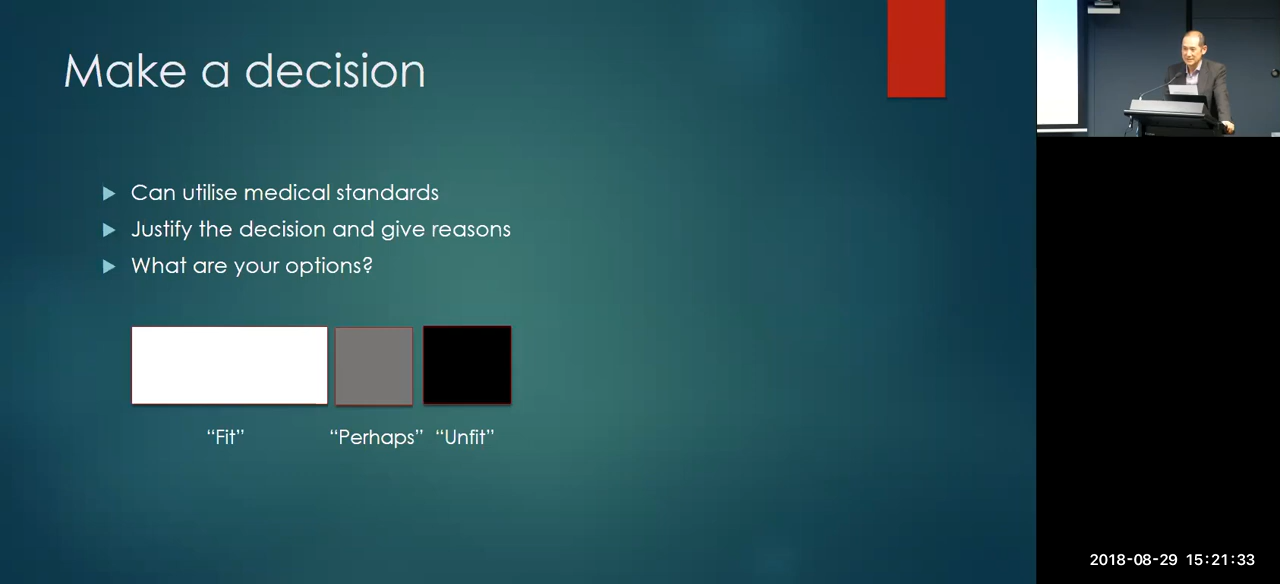 Make a decision
Can utilise medical standards
Justify the decision and give reasons
What are your options?
“Fit” “Perhaps” “Unfit”
2018-08-29 15:21:33